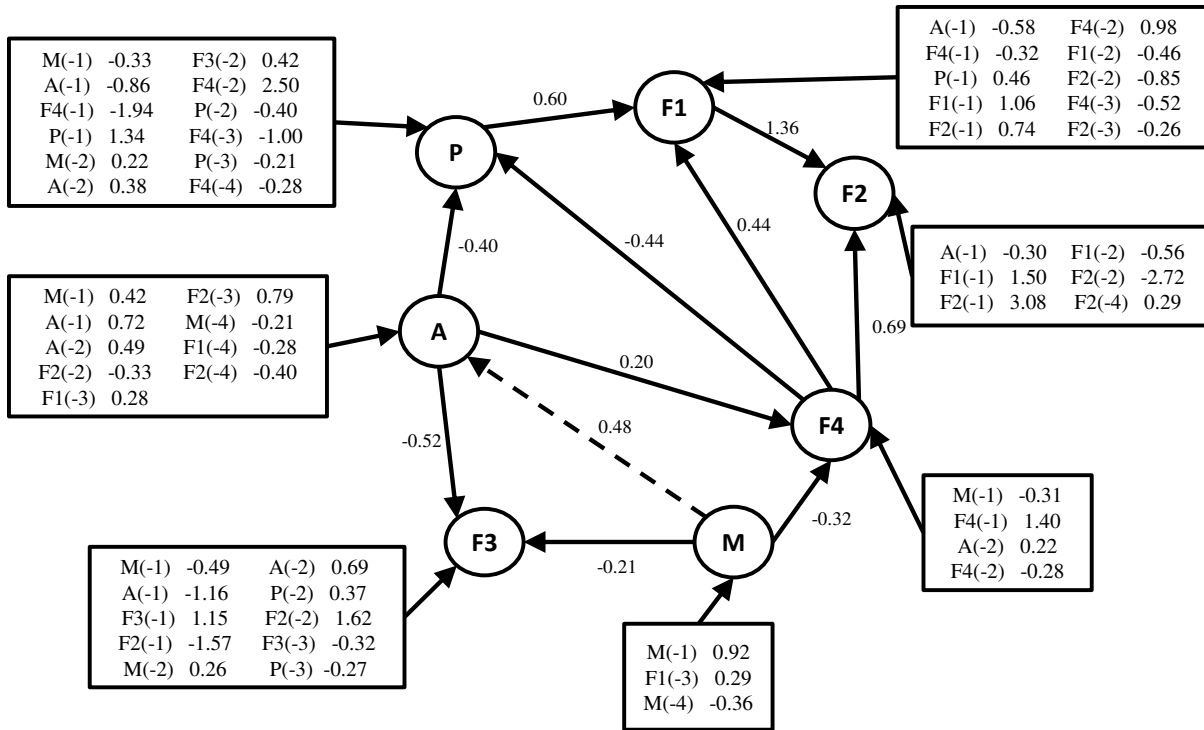 A(-1) -0.58 F4(-2) 0.98
F4(-1) -0.32 F1(-2) -0.46
P(-1) 0.46 F2(-2) -0.85
F1(-1) 1.06 F4(-3) -0.52
F2(-1) 0.74 F2(-3) -0.26
M(-1) -0.33 F3(-2) 0.42
A(-1) -0.86 F4(-2) 2.50
F4(-1) -1.94 P(-2) -0.40
P(-1) 1.34 F4(-3) -1.00
M(-2) 0.22 P(-3) -0.21
A(-2) 0.38 F4(-4) -0.28
0.60
F1
1.36
P
F2
-0.40
-0.44
0.44
0.69
A(-1) -0.30 F1(-2) -0.56
F1(-1) 1.50 F2(-2) -2.72
F2(-1) 3.08 F2(-4) 0.29
M(-1) 0.42 F2(-3) 0.79
A(-1) 0.72 M(-4) -0.21
A(-2) 0.49 F1(-4) -0.28
F2(-2) -0.33 F2(-4) -0.40
F1(-3) 0.28
A
0.20
0.48
F4
-0.52
-0.32
M(-1) -0.31
F4(-1) 1.40
A(-2) 0.22
F4(-2) -0.28
F3
-0.21
M
M(-1) -0.49 A(-2) 0.69
A(-1) -1.16 P(-2) 0.37
F3(-1) 1.15 F2(-2) 1.62
F2(-1) -1.57 F3(-3) -0.32
M(-2) 0.26 P(-3) -0.27
M(-1) 0.92
F1(-3) 0.29
M(-4) -0.36